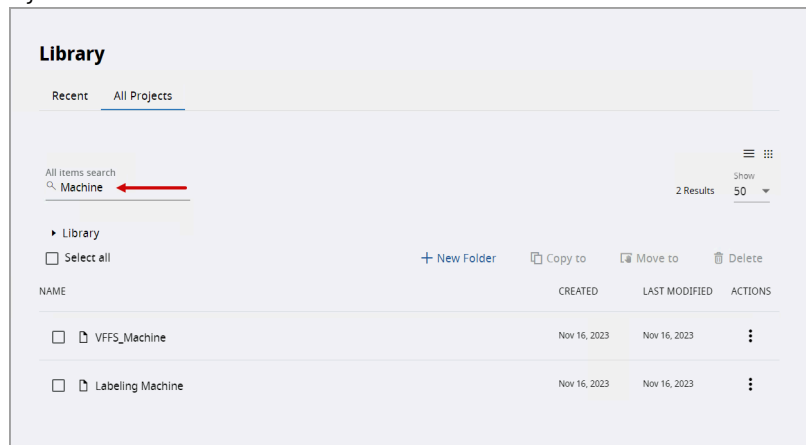 Library
Recent All Projects
All items search
Machine
Show
2 Results 50
Library
Select all
New Folder Copy to Move to Delete
NAME CREATED LAST MODIFIED ACTIONS
VFFS_Machine Nov 16, 2023 Nov 16, 2023
Labeling Machine Nov 16, 2023 Nov 16, 2023